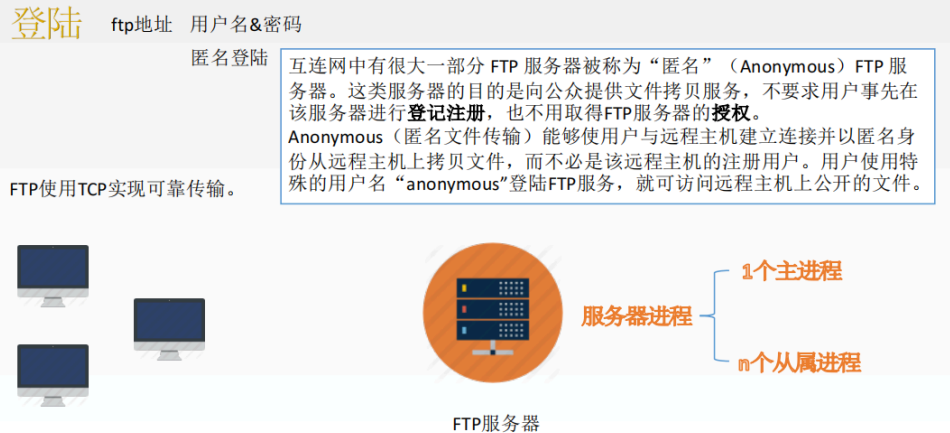 登陆 ftp地址 用户名&密码
匿名登陆
互连网中有很大一部分 FTP 服务器被称为“匿名”（Anonymous）FTP 服
务器。这类服务器的目的是向公众提供文件拷贝服务，不要求用户事先在
该服务器进行登记注册，也不用取得FTP服务器的授权。
Anonymous（匿名文件传输）能够使用户与远程主机建立连接并以匿名身
份从远程主机上拷贝文件，而不必是该远程主机的注册用户。用户使用特
殊的用户名“anonymous”登陆FTP服务，就可访问远程主机上公开的文件。
FTP使用TCP实现可靠传输。
服务器进程
1个主进程
n个从属进程
FTP服务器